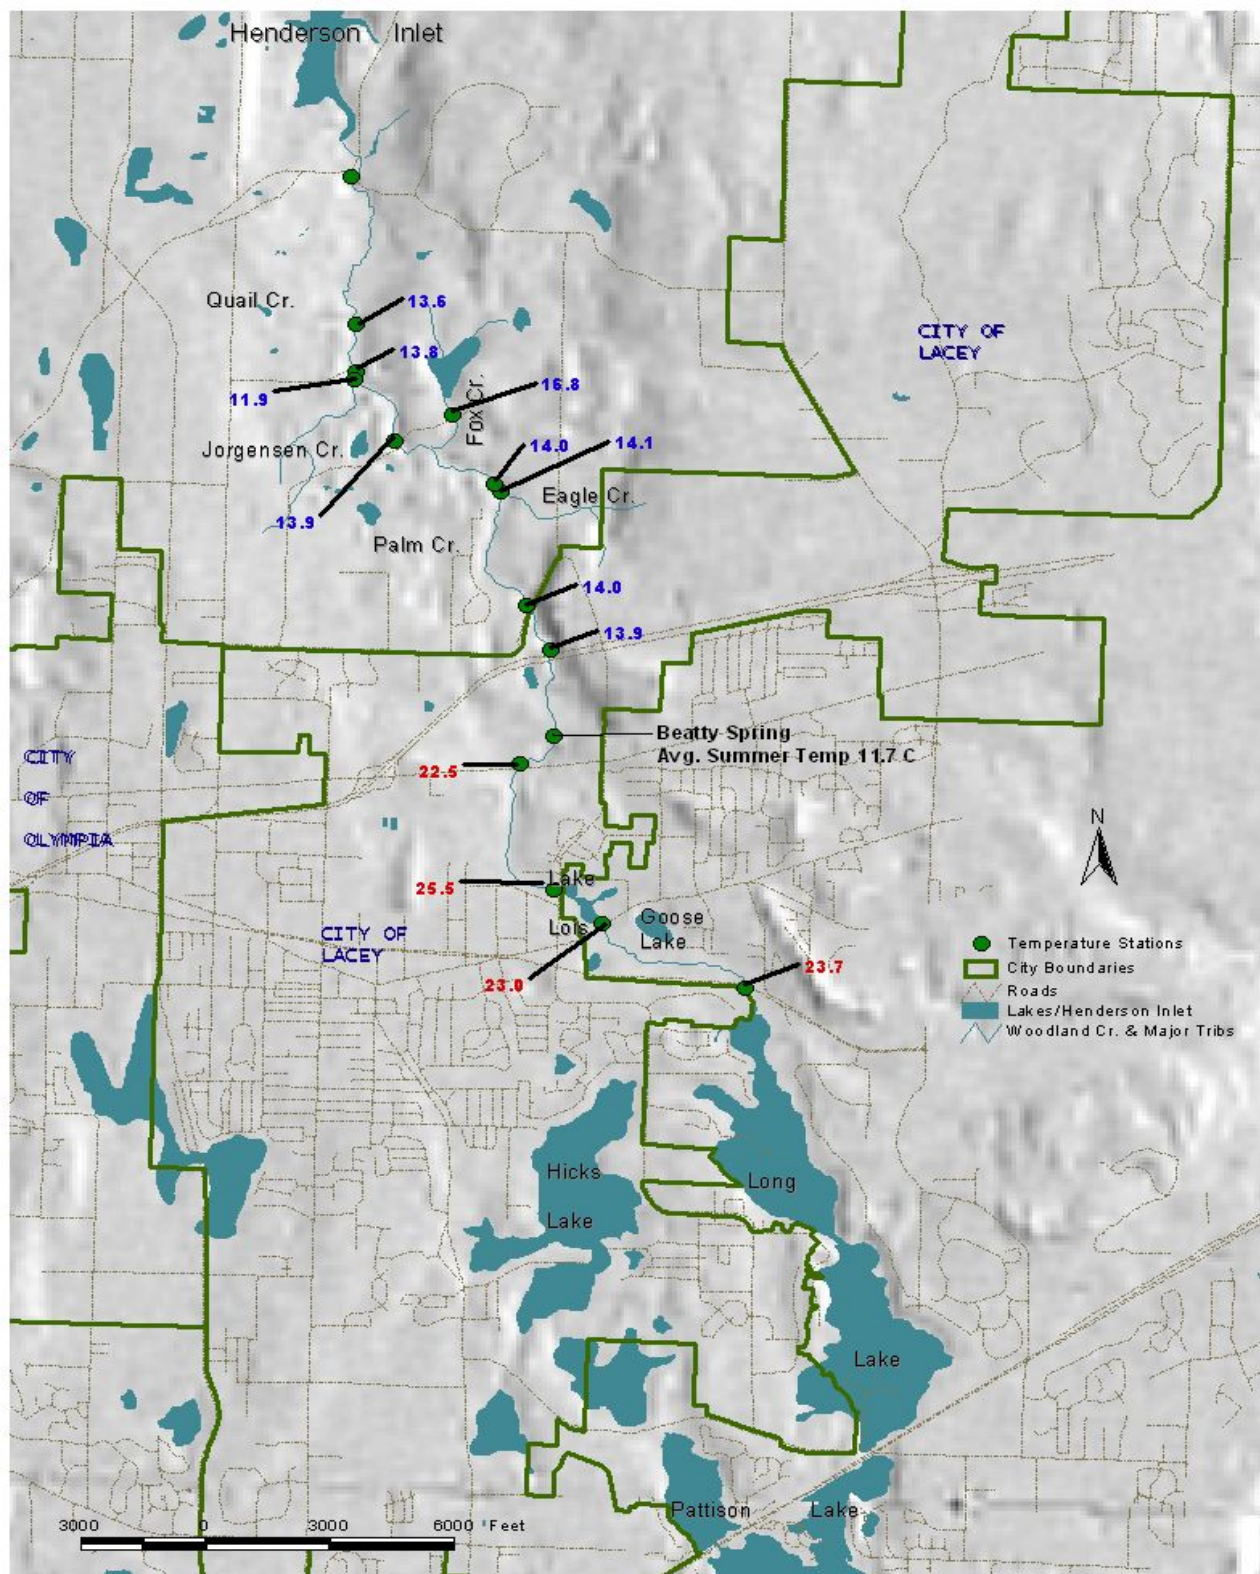 Henderson Inlet
Quail Cr.
13.6
13.8
11.9
16.8
Fox Cr.
14.0
14.1
Jorgensen Cr.
Eagle Cr.
13.9
Palm Cr.
14.0
13.9
CITY OF
LACEY
Beatty Spring
Avg. Summer Temp 11.7 C
22.5
CITY
OF
OLYMPIA
N
25.5
Lake
Lois
Goose
Lake
CITY OF
LACEY
23.0
23.7
Temperature Stations
City Boundaries
Roads
Lakes/Henderson Inlet
Woodland Cr. & Major Tribs
Hicks
Lake
Long
Lake
Pattison Lake
3000 0 3000 6000 Feet